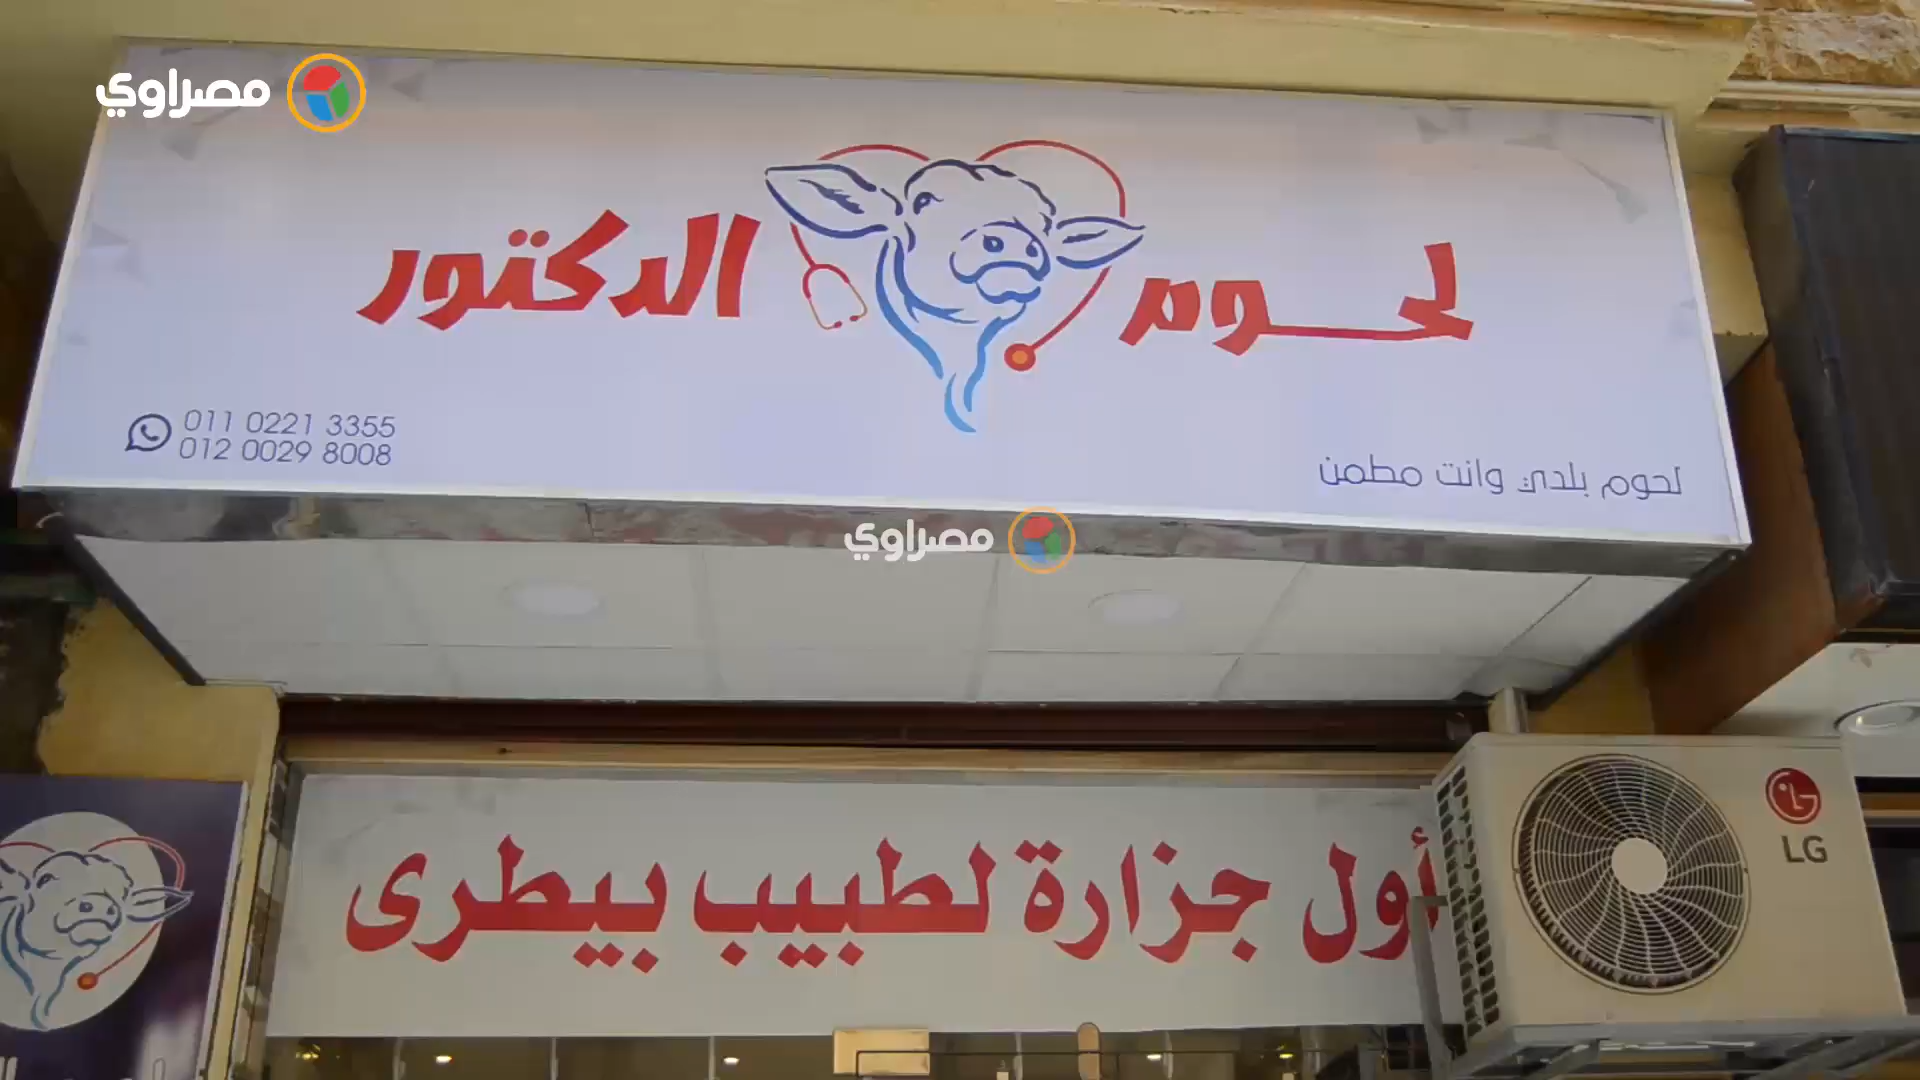 مصراوي
لحوم الدكتور
011 0221 3355
012 0029 8008
لحوم بلدي وانت مطمن
مصراوي
أول جزارة لطبيب بيطرى
LG